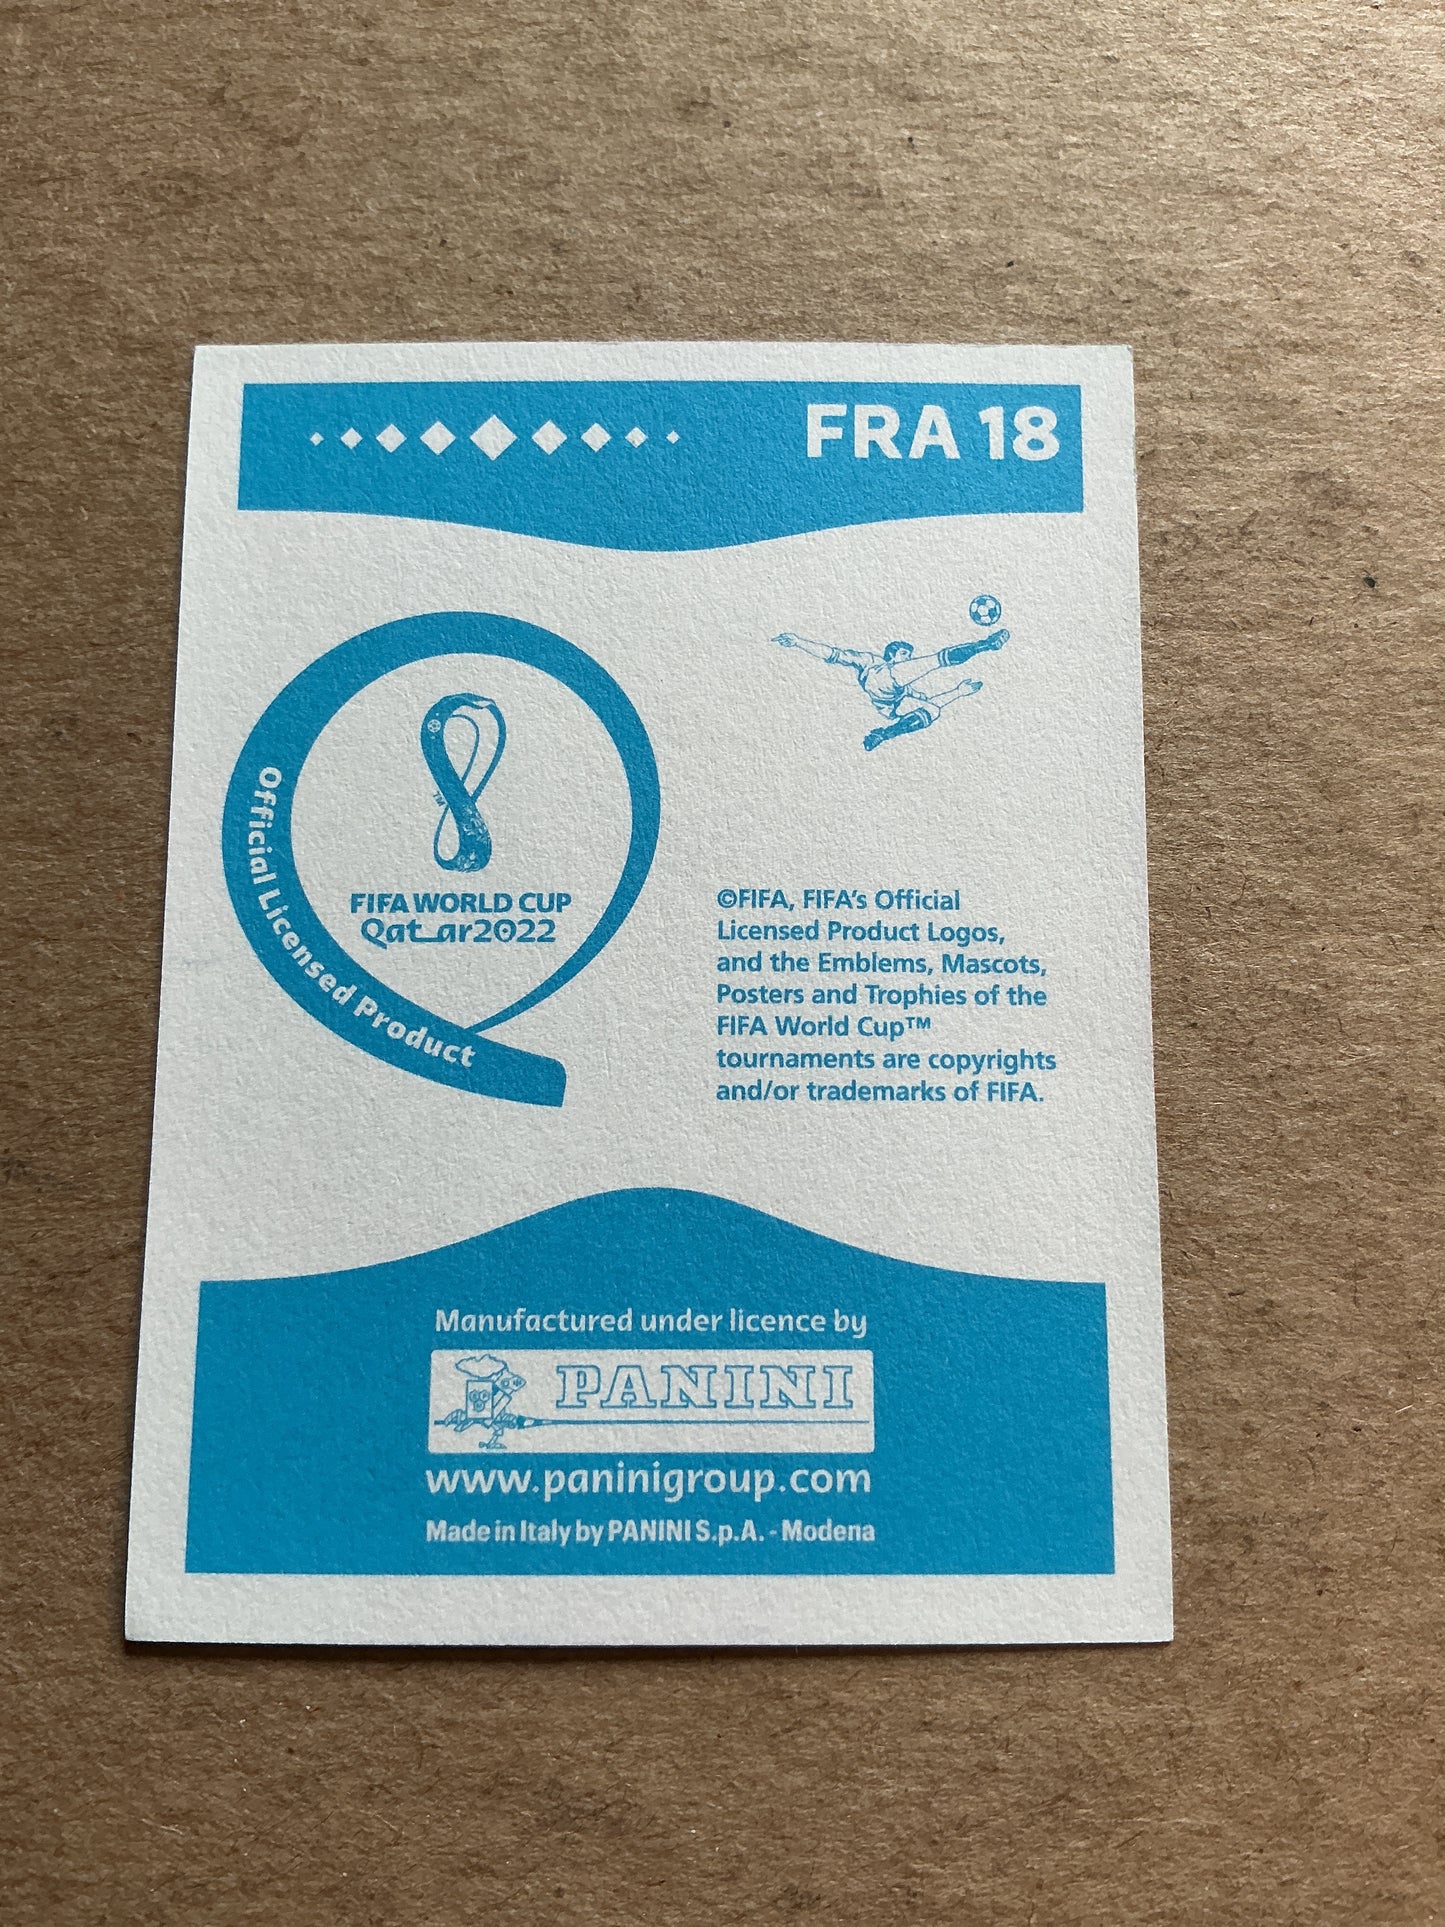 FRA 18
Official Licensed Product
TM
FIFA WORLD CUP
Qatar2022
©FIFA, FIFA's Official
Licensed Product Logos,
and the Emblems, Mascots,
Posters and Trophies of the
FIFA World Cup™
tournaments are copyrights
and/or trademarks of FIFA.
Manufactured under licence by
PANINI
www.paninigroup.com
Made in Italy by PANINI S.p.A. - Modena